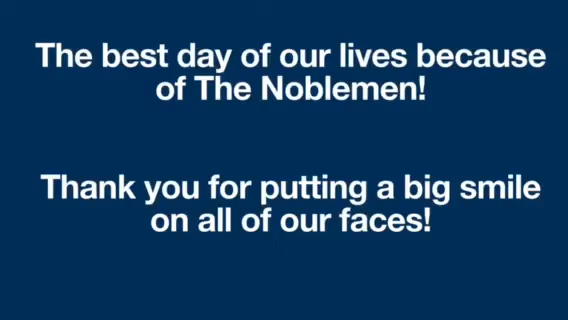 The best day of our lives because
of The Noblemen!
Thank you for putting a big smile
on all of our faces!